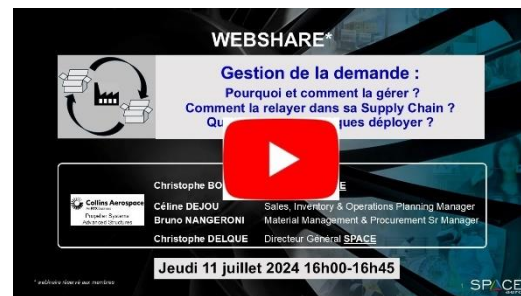 WEBSHARE*
Gestion de la demande :
Pourquoi et comment la gérer ?
Comment la relayer dans sa Supply Chain ?
ques déployer ?
Christophe
Collins Aerospace
Propeller Systems
Advanced Structures
Céline DEJOU Sales, Inventory & Operations Planning Manager
Bruno NANGERONI Material Management & Procurement Sr Manager
Christophe DELQUE Directeur Général SPACE
Jeudi 11 juillet 2024 16h00-16h45
* webinaire réservé aux membres
SPACE